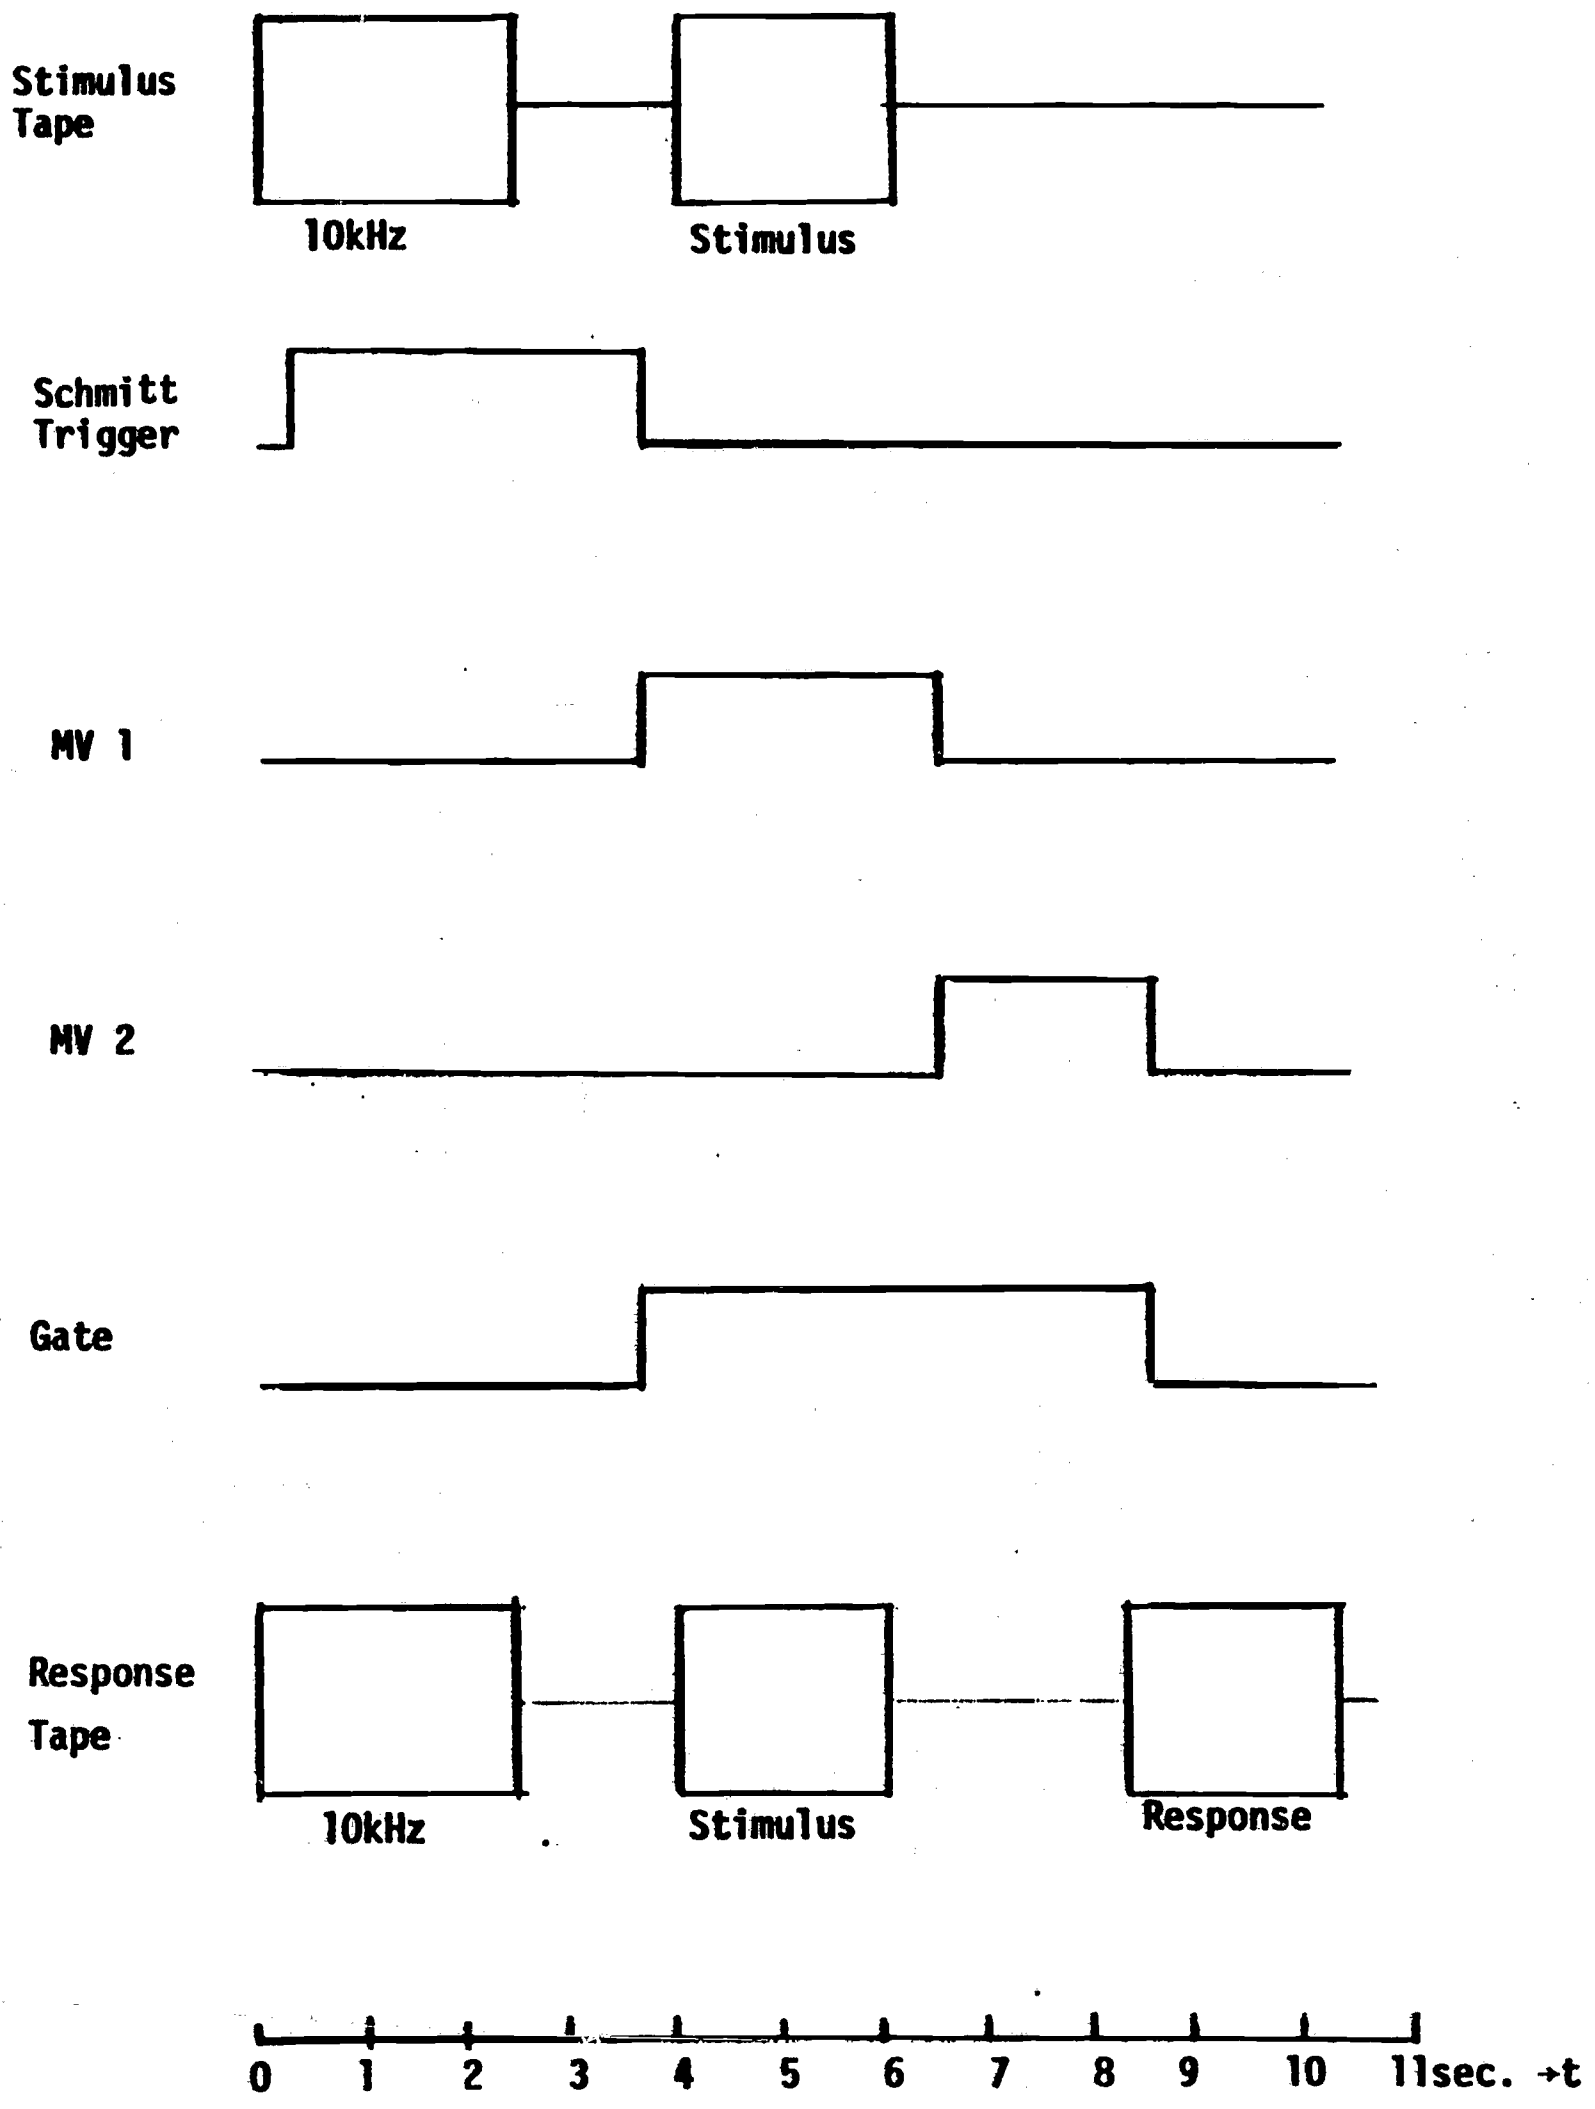 Stimulus
Tape
10kHz
Stimulus
Schmitt
Trigger
MV 1
MV 2
Gate
Response
Tape
10kHz
Stimulus
Response
0 1 2 3 4 5 6 7 8 9 10 11sec. →t